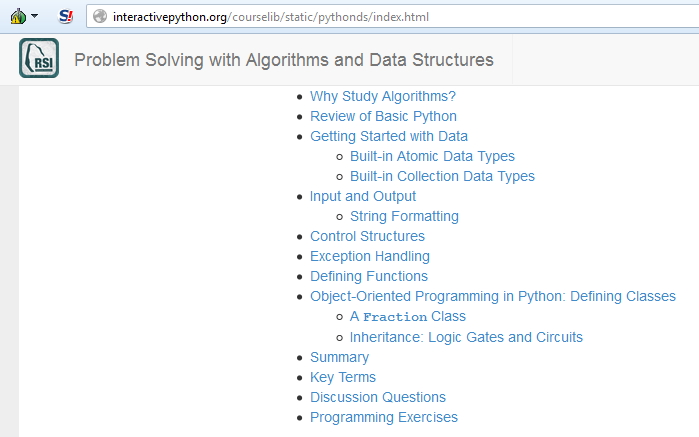 S!
interactivepython.org/courselib/static/pythonds/index.html
RSI
Problem Solving with Algorithms and Data Structures
Why Study Algorithms?
Review of Basic Python
Getting Started with Data
Built-in Atomic Data Types
Built-in Collection Data Types
Input and Output
String Formatting
Control Structures
Exception Handling
Defining Functions
Object-Oriented Programming in Python: Defining Classes
A Fraction Class
Inheritance: Logic Gates and Circuits
Summary
Key Terms
Discussion Questions
Programming Exercises